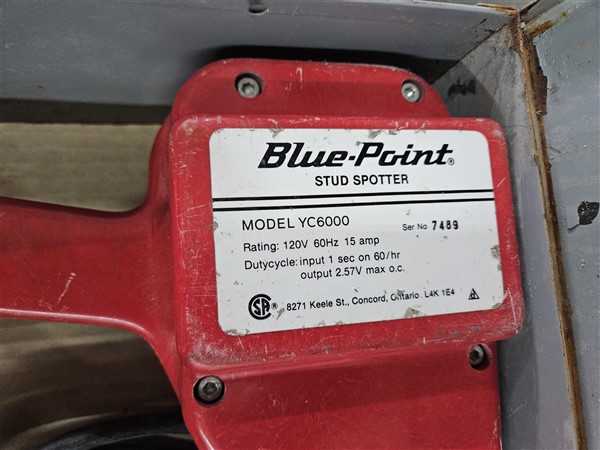 Blue-Point®
STUD SPOTTER
MODEL YC6000
Ser No 7489
Rating: 120V 60Hz 15 amp
Dutycycle: input 1 sec on 60/hr
output 2.57V max o.c.
SA® 8271 Keele St., Concord, Ontario L4K 1E4